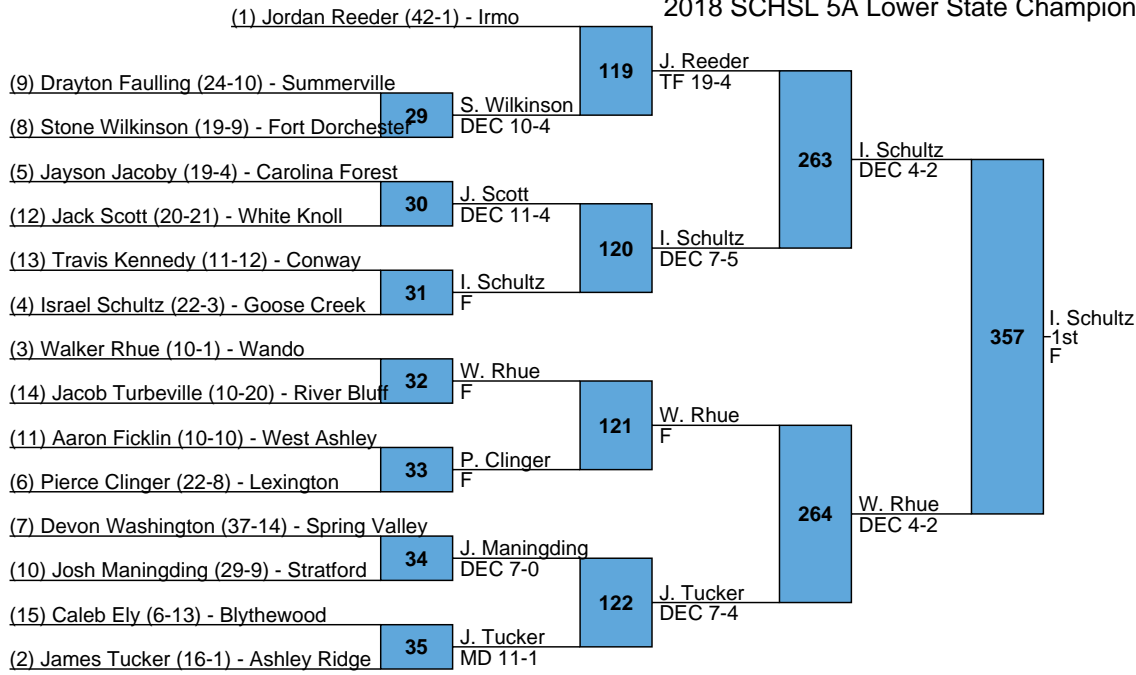 2018 SCHSL 5A Lower State Champion
(1) Jordan Reeder (42-1) - Irmo
119
J. Reeder
TF 19-4
(9) Drayton Faulling (24-10) - Summerville
29
S. Wilkinson
DEC 10-4
(8) Stone Wilkinson (19-9) - Fort Dorchester
263
I. Schultz
DEC 4-2
(5) Jayson Jacoby (19-4) - Carolina Forest
30
J. Scott
DEC 11-4
(12) Jack Scott (20-21) - White Knoll
120
I. Schultz
DEC 7-5
(13) Travis Kennedy (11-12) - Conway
31
I. Schultz
F
(4) Israel Schultz (22-3) - Goose Creek
357
I. Schultz
1st
F
(3) Walker Rhue (10-1) - Wando
32
W. Rhue
F
(14) Jacob Turbeville (10-20) - River Bluff
121
W. Rhue
F
(11) Aaron Ficklin (10-10) - West Ashley
33
P. Clinger
F
(6) Pierce Clinger (22-8) - Lexington
264
W. Rhue
DEC 4-2
(7) Devon Washington (37-14) - Spring Valley
34
J. Maningding
DEC 7-0
(10) Josh Maningding (29-9) - Stratford
122
J. Tucker
DEC 7-4
(15) Caleb Ely (6-13) - Blythewood
35
J. Tucker
MD 11-1
(2) James Tucker (16-1) - Ashley Ridge